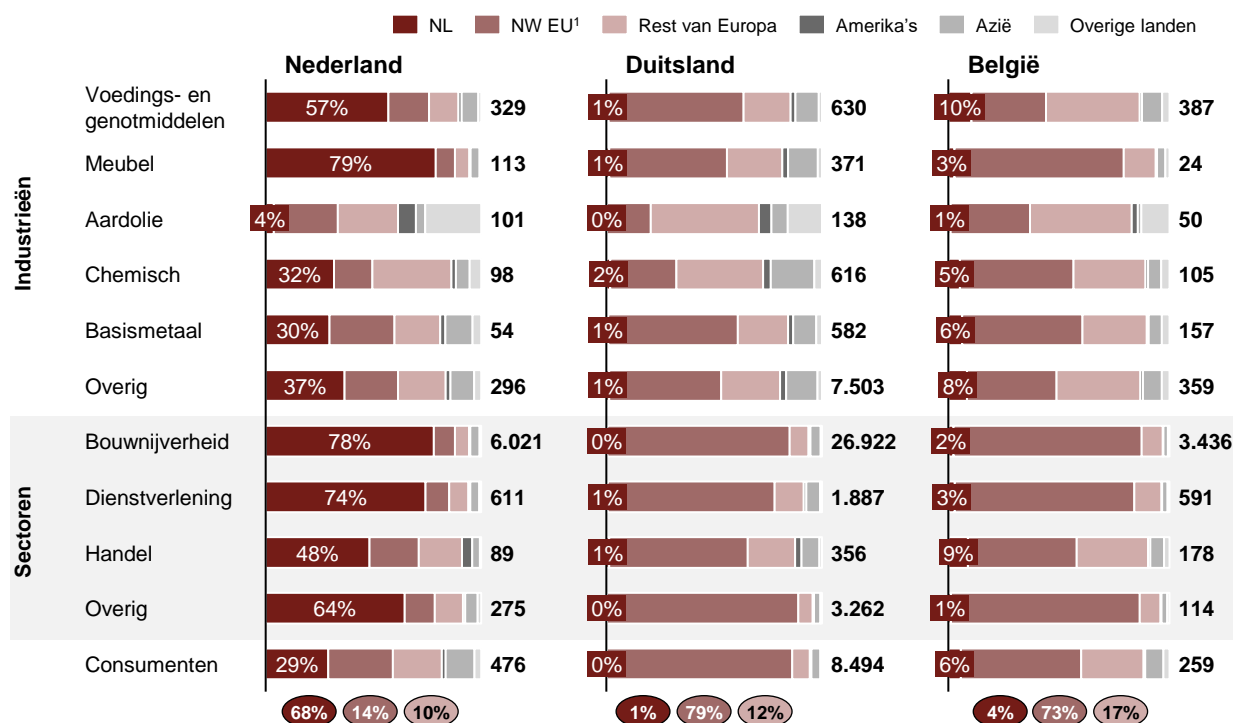 NL NW EU¹ Rest van Europa Amerika's Azië Overige landen
Nederland Duitsland België
Industrieën
Voedings- en
genotmiddelen 57% 329 1% 630 10% 387
Meubel 79% 113 1% 371 3% 24
Aardolie 4% 101 0% 138 1% 50
Chemisch 32% 98 2% 616 5% 105
Basismetaal 30% 54 1% 582 6% 157
Overig 37% 296 1% 7.503 8% 359
Sectoren
Bouwnijverheid 78% 6.021 0% 26.922 2% 3.436
Dienstverlening 74% 611 1% 1.887 3% 591
Handel 48% 89 1% 356 9% 178
Overig 64% 275 0% 3.262 1% 114
Consumenten 29% 476 0% 8.494 6% 259
68% 14% 10% 1% 79% 12% 4% 73% 17%